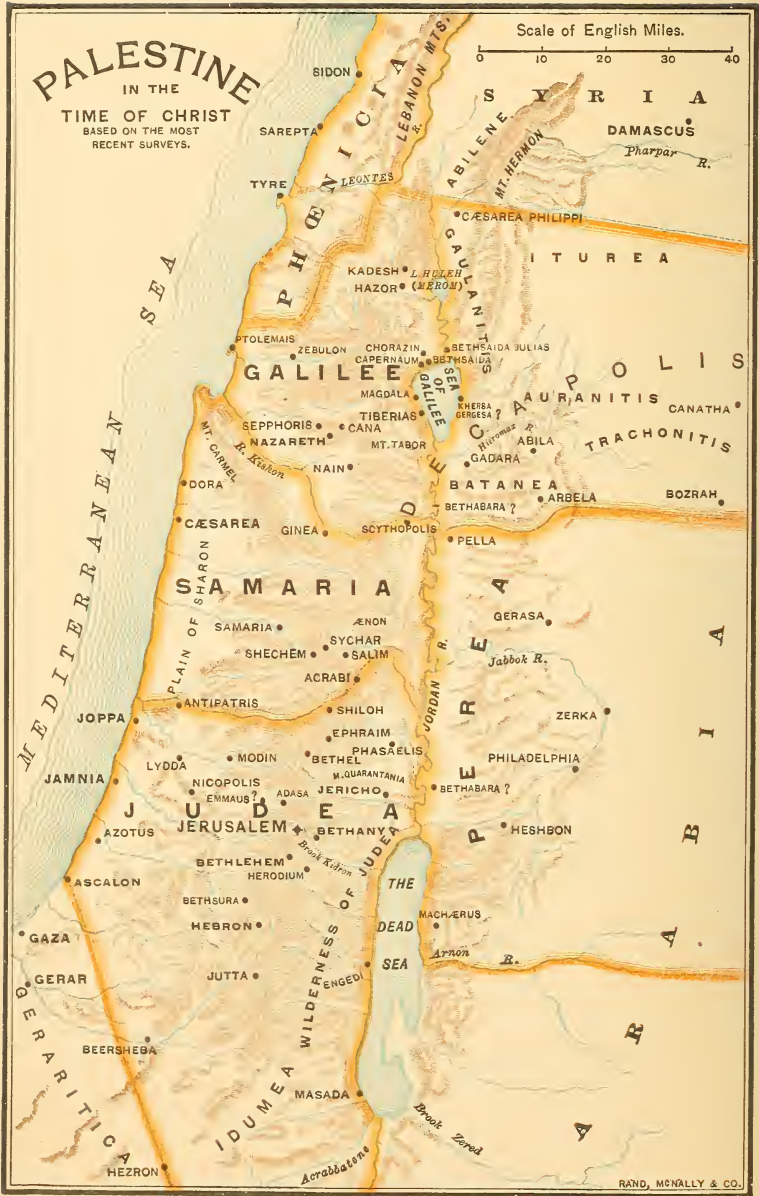 PALESTINE
IN THE
TIME OF CHRIST
BASED ON THE MOST
RECENT SURVEYS.
Scale of English Miles.
0 10 20 30 40
SYRIA
SIDON
LEBANON MTS.
ABILENE
MT. HERMON
DAMASCUS
Pharpar R.
SAREPTA
PHŒNICIA
R.
LEONTES
TYRE
CÆSAREA PHILIPPI
ITUREA
GAULANITIS
KADESH
L. HULEH
HAZOR
(MEROM)
MEDITERRANEAN SEA
PTOLEMAIS
ZEBULON
CHORAZIN
BETHSAIDA JULIAS
CAPERNAUM
BETHSAIDA
GALILEE
SEA OF GALILEE
DECAPOLIS
MAGDALA
KHERSA
GERGESA ?
AURANITIS
CANATHA
TIBERIAS
SEPPHORIS
CANA
NAZARETH
MT. TABOR
Hieromax R.
ABILA
TRACHONITIS
MT. CARMEL
R. Kishon
NAIN
GADARA
DORA
BATANEA
ARBELA
BOZRAH
BETHABARA ?
CÆSAREA
GINEA
SCYTHOPOLIS
PELLA
PLAIN OF SHARON
SAMARIA
PEREA
ÆNON
GERASA
SAMARIA
SYCHAR
SHECHEM
SALIM
Jabbok R.
ACRABI
JORDAN R.
ARABIA
ANTIPATRIS
SHILOH
JOPPA
ZERKA
EPHRAIM
PHASAELIS
LYDDA
MODIN
BETHEL
PHILADELPHIA
M. QUARANTANIA
JAMNIA
NICOPOLIS
ADASA
JERICHO
BETHABARA ?
EMMAUS ?
JUDEA
JERUSALEM
BETHANY
HESHBON
AZOTUS
Brook Kidron
BETHLEHEM
HERODIUM
WILDERNESS OF JUDEA
ASCALON
THE
DEAD
SEA
BETHSURA
MACHÆRUS
HEBRON
GAZA
Arnon R.
GERAR
JUTTA
ENGEDI
GERARITICA
BEERSHEBA
IDUMEA
MASADA
Brook Zered
HEZRON
Acrabbatene
RAND, McNALLY & CO.